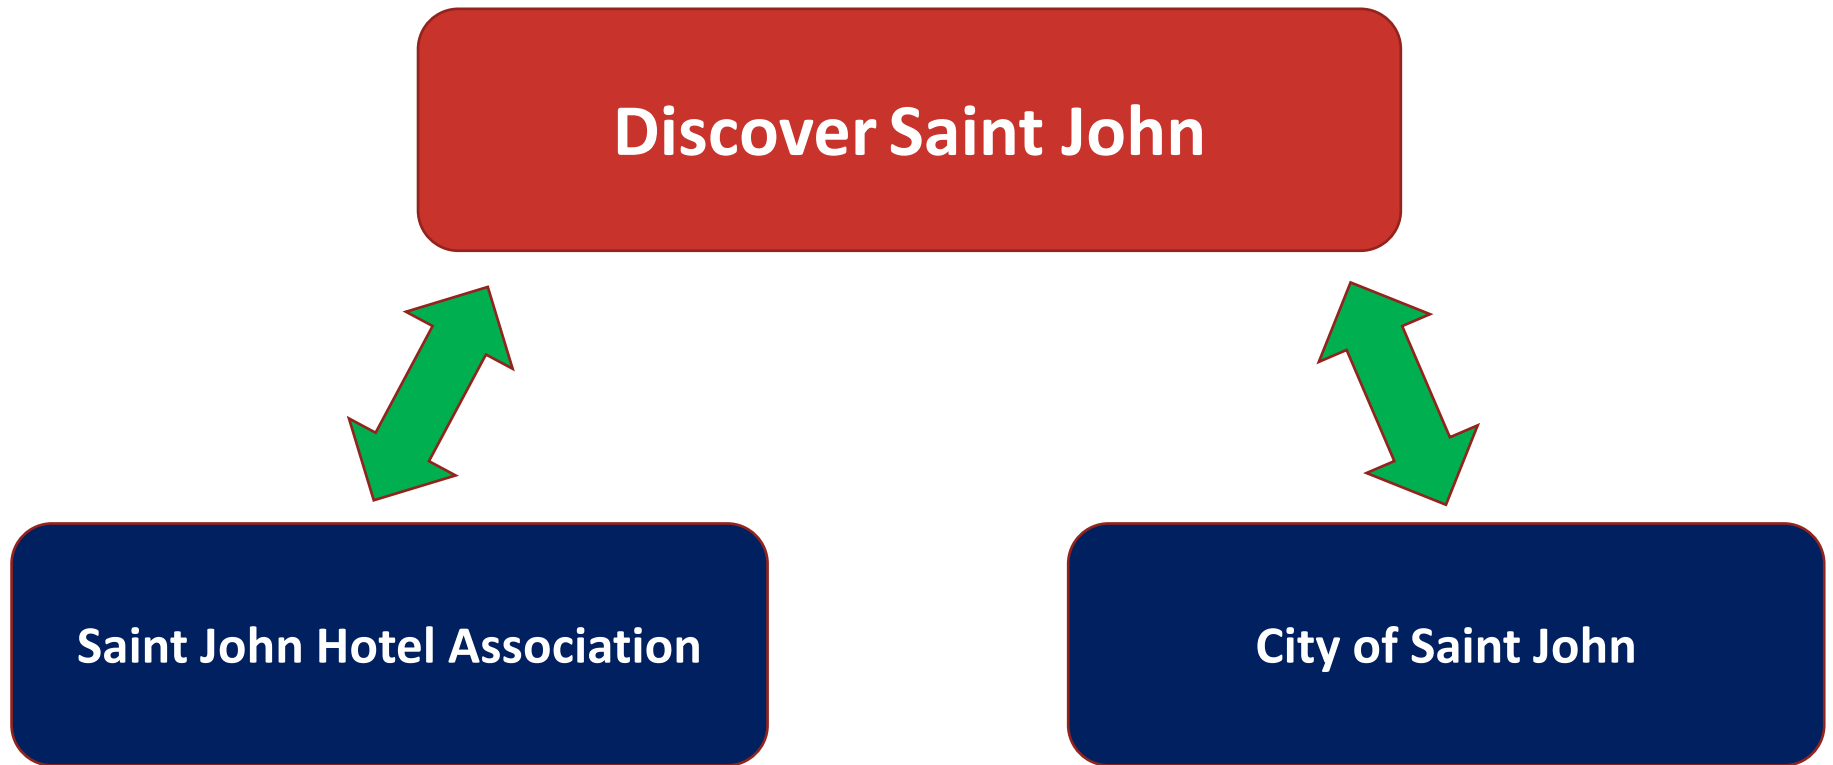 Discover Saint John
Saint John Hotel Association
City of Saint John